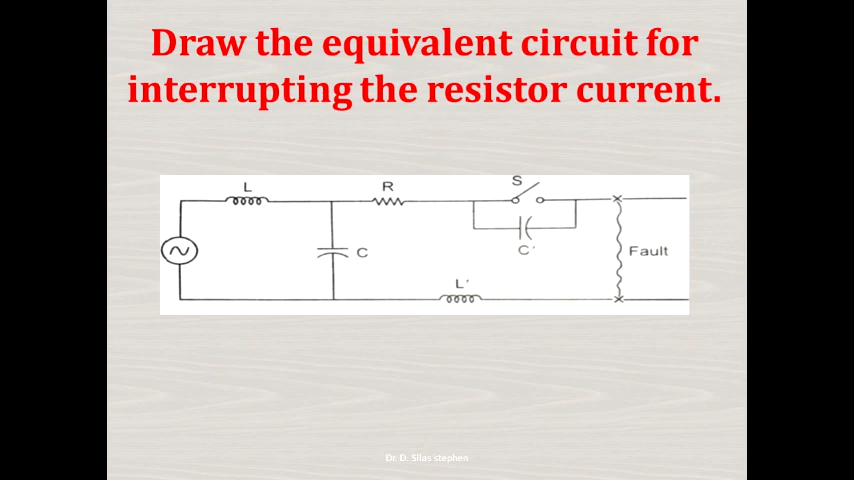 Draw the equivalent circuit for
interrupting the resistor current.
L
R
S
C
C'
Fault
L'
Dr. D. Silas stephen